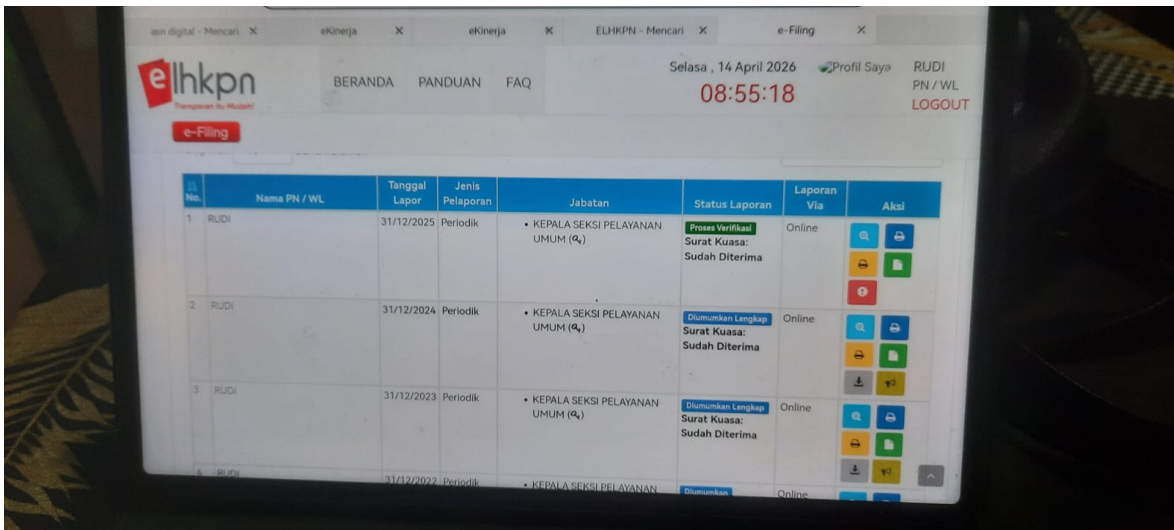 asn digital - Mencari
eKinerja
eKinerja
ELHKPN - Mencari
e-Filing
elhkpn
Transparan itu Mudah!
BERANDA
PANDUAN
FAQ
Selasa , 14 April 2026
08:55:18
Profil Saya
RUDI
PN / WL
LOGOUT
e-Filing
No.
Nama PN / WL
Tanggal
Lapor
Jenis
Pelaporan
Jabatan
Status Laporan
Laporan
Via
Aksi
1
RUDI
31/12/2025
Periodik
• KEPALA SEKSI PELAYANAN
UMUM
Proses Verifikasi
Surat Kuasa:
Sudah Diterima
Online
2
RUDI
31/12/2024
Periodik
• KEPALA SEKSI PELAYANAN
UMUM
Diumumkan Lengkap
Surat Kuasa:
Sudah Diterima
Online
3
RUDI
31/12/2023
Periodik
• KEPALA SEKSI PELAYANAN
UMUM
Diumumkan Lengkap
Surat Kuasa:
Sudah Diterima
Online
4
RUDI
31/12/2022
Periodik
• KEPALA SEKSI PELAYANAN
Diumumkan
Online